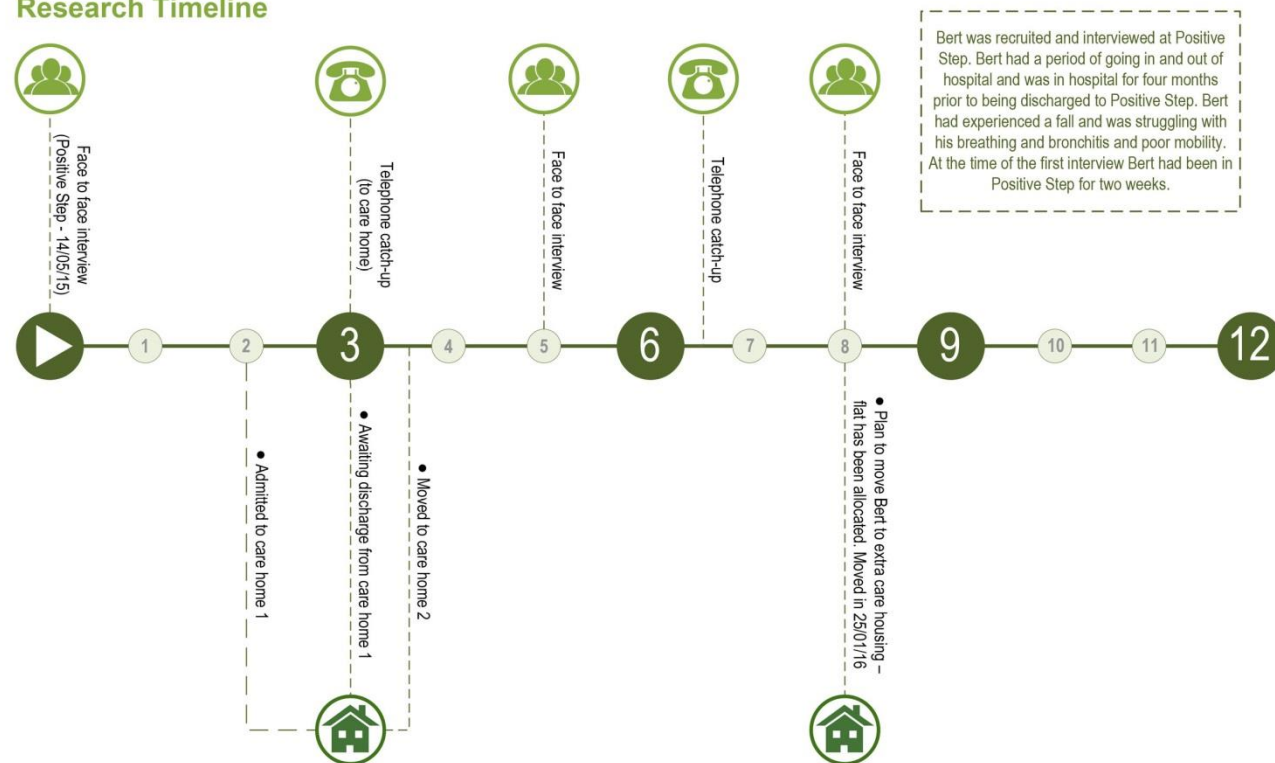 Research Timeline
Bert was recruited and interviewed at Positive
Step. Bert had a period of going in and out of
hospital and was in hospital for four months
prior to being discharged to Positive Step. Bert
had experienced a fall and was struggling with
his breathing and bronchitis and poor mobility.
At the time of the first interview Bert had been in
Positive Step for two weeks.
Face to face interview
(Positive Step - 14/05/15)
Telephone catch-up
(to care home)
Face to face interview
Telephone catch-up
Face to face interview
1
2
3
4
5
6
7
8
9
10
11
12
• Admitted to care home 1
• Awaiting discharge from care home 1
• Moved to care home 2
• Plan to move Bert to extra care housing –
flat has been allocated. Moved in 25/01/16